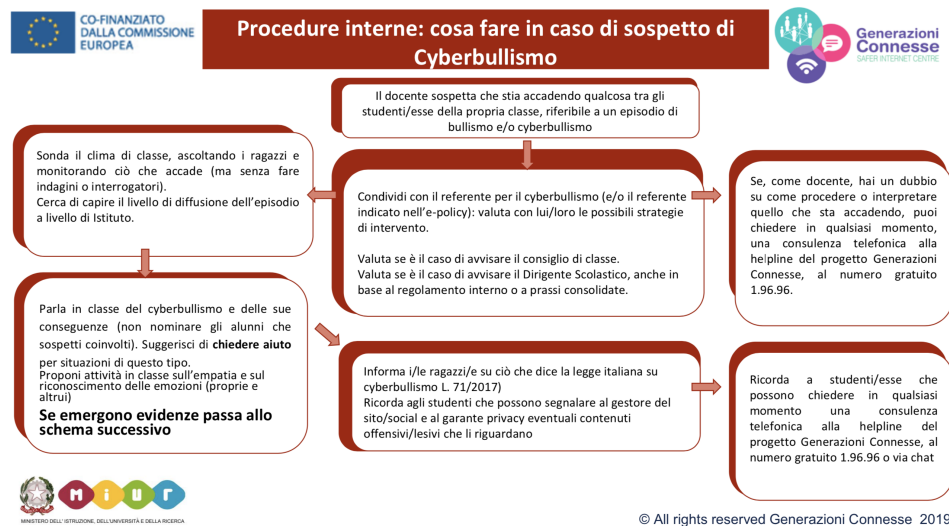 CO-FINANZIATO
DALLA COMMISSIONE
EUROPEA
Procedure interne: cosa fare in caso di sospetto di
Cyberbullismo
Generazioni
Connesse
SAFER INTERNET CENTRE
Il docente sospetta che stia accadendo qualcosa tra gli
studenti/esse della propria classe, riferibile a un episodio di
bullismo e/o cyberbullismo
Sonda il clima di classe, ascoltando i ragazzi e
monitorando ciò che accade (ma senza fare
indagini o interrogatori).
Cerca di capire il livello di diffusione dell'episodio
a livello di Istituto.
Condividi con il referente per il cyberbullismo (e/o il referente
indicato nell'e-policy): valuta con lui/loro le possibili strategie
di intervento.
Valuta se è il caso di avvisare il consiglio di classe.
Valuta se è il caso di avvisare il Dirigente Scolastico, anche in
base al regolamento interno o a prassi consolidate.
Se, come docente, hai un dubbio
su come procedere o interpretare
quello che sta accadendo, puoi
chiedere in qualsiasi momento,
una consulenza telefonica alla
helpline del progetto Generazioni
Connesse, al numero gratuito
1.96.96.
Parla in classe del cyberbullismo e delle sue
conseguenze (non nominare gli alunni che
sospetti coinvolti). Suggerisci di chiedere aiuto
per situazioni di questo tipo.
Proponi attività in classe sull'empatia e sul
riconoscimento delle emozioni (proprie e
altrui)
Se emergono evidenze passa allo
schema successivo
Informa i/le ragazzi/e su ciò che dice la legge italiana su
cyberbullismo L. 71/2017)
Ricorda agli studenti che possono segnalare al gestore del
sito/social e al garante privacy eventuali contenuti
offensivi/lesivi che li riguardano
Ricorda a studenti/esse che
possono chiedere in qualsiasi
momento una consulenza
telefonica alla helpline del
progetto Generazioni Connesse, al
numero gratuito 1.96.96 o via chat
m i u r
MINISTERO DELL' ISTRUZIONE, DELL'UNIVERSITÀ E DELLA RICERCA
© All rights reserved Generazioni Connesse 2019